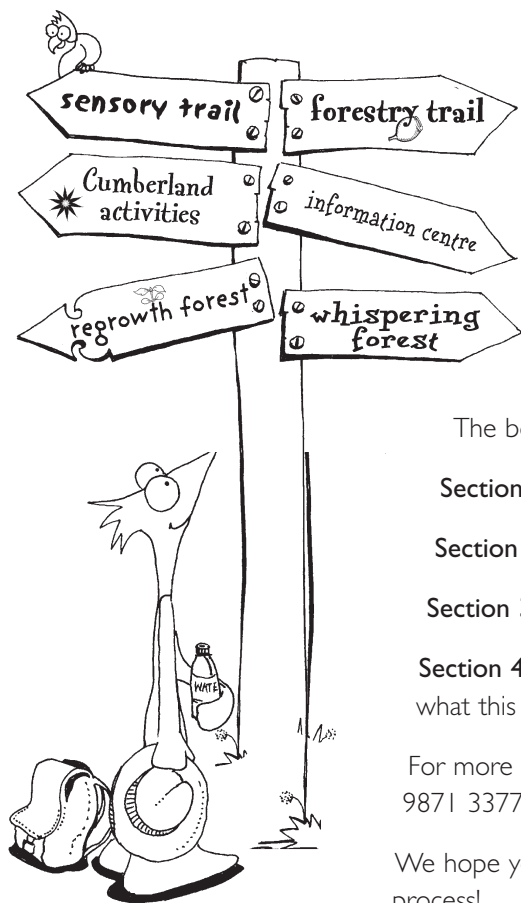 sensory trail
forestry trail
Cumberland
activities
information centre
regrowth forest
whispering
forest
WATE
The b
Section
Section
Section
Section 4
what this
For more
9871 3377
We hope y
process!